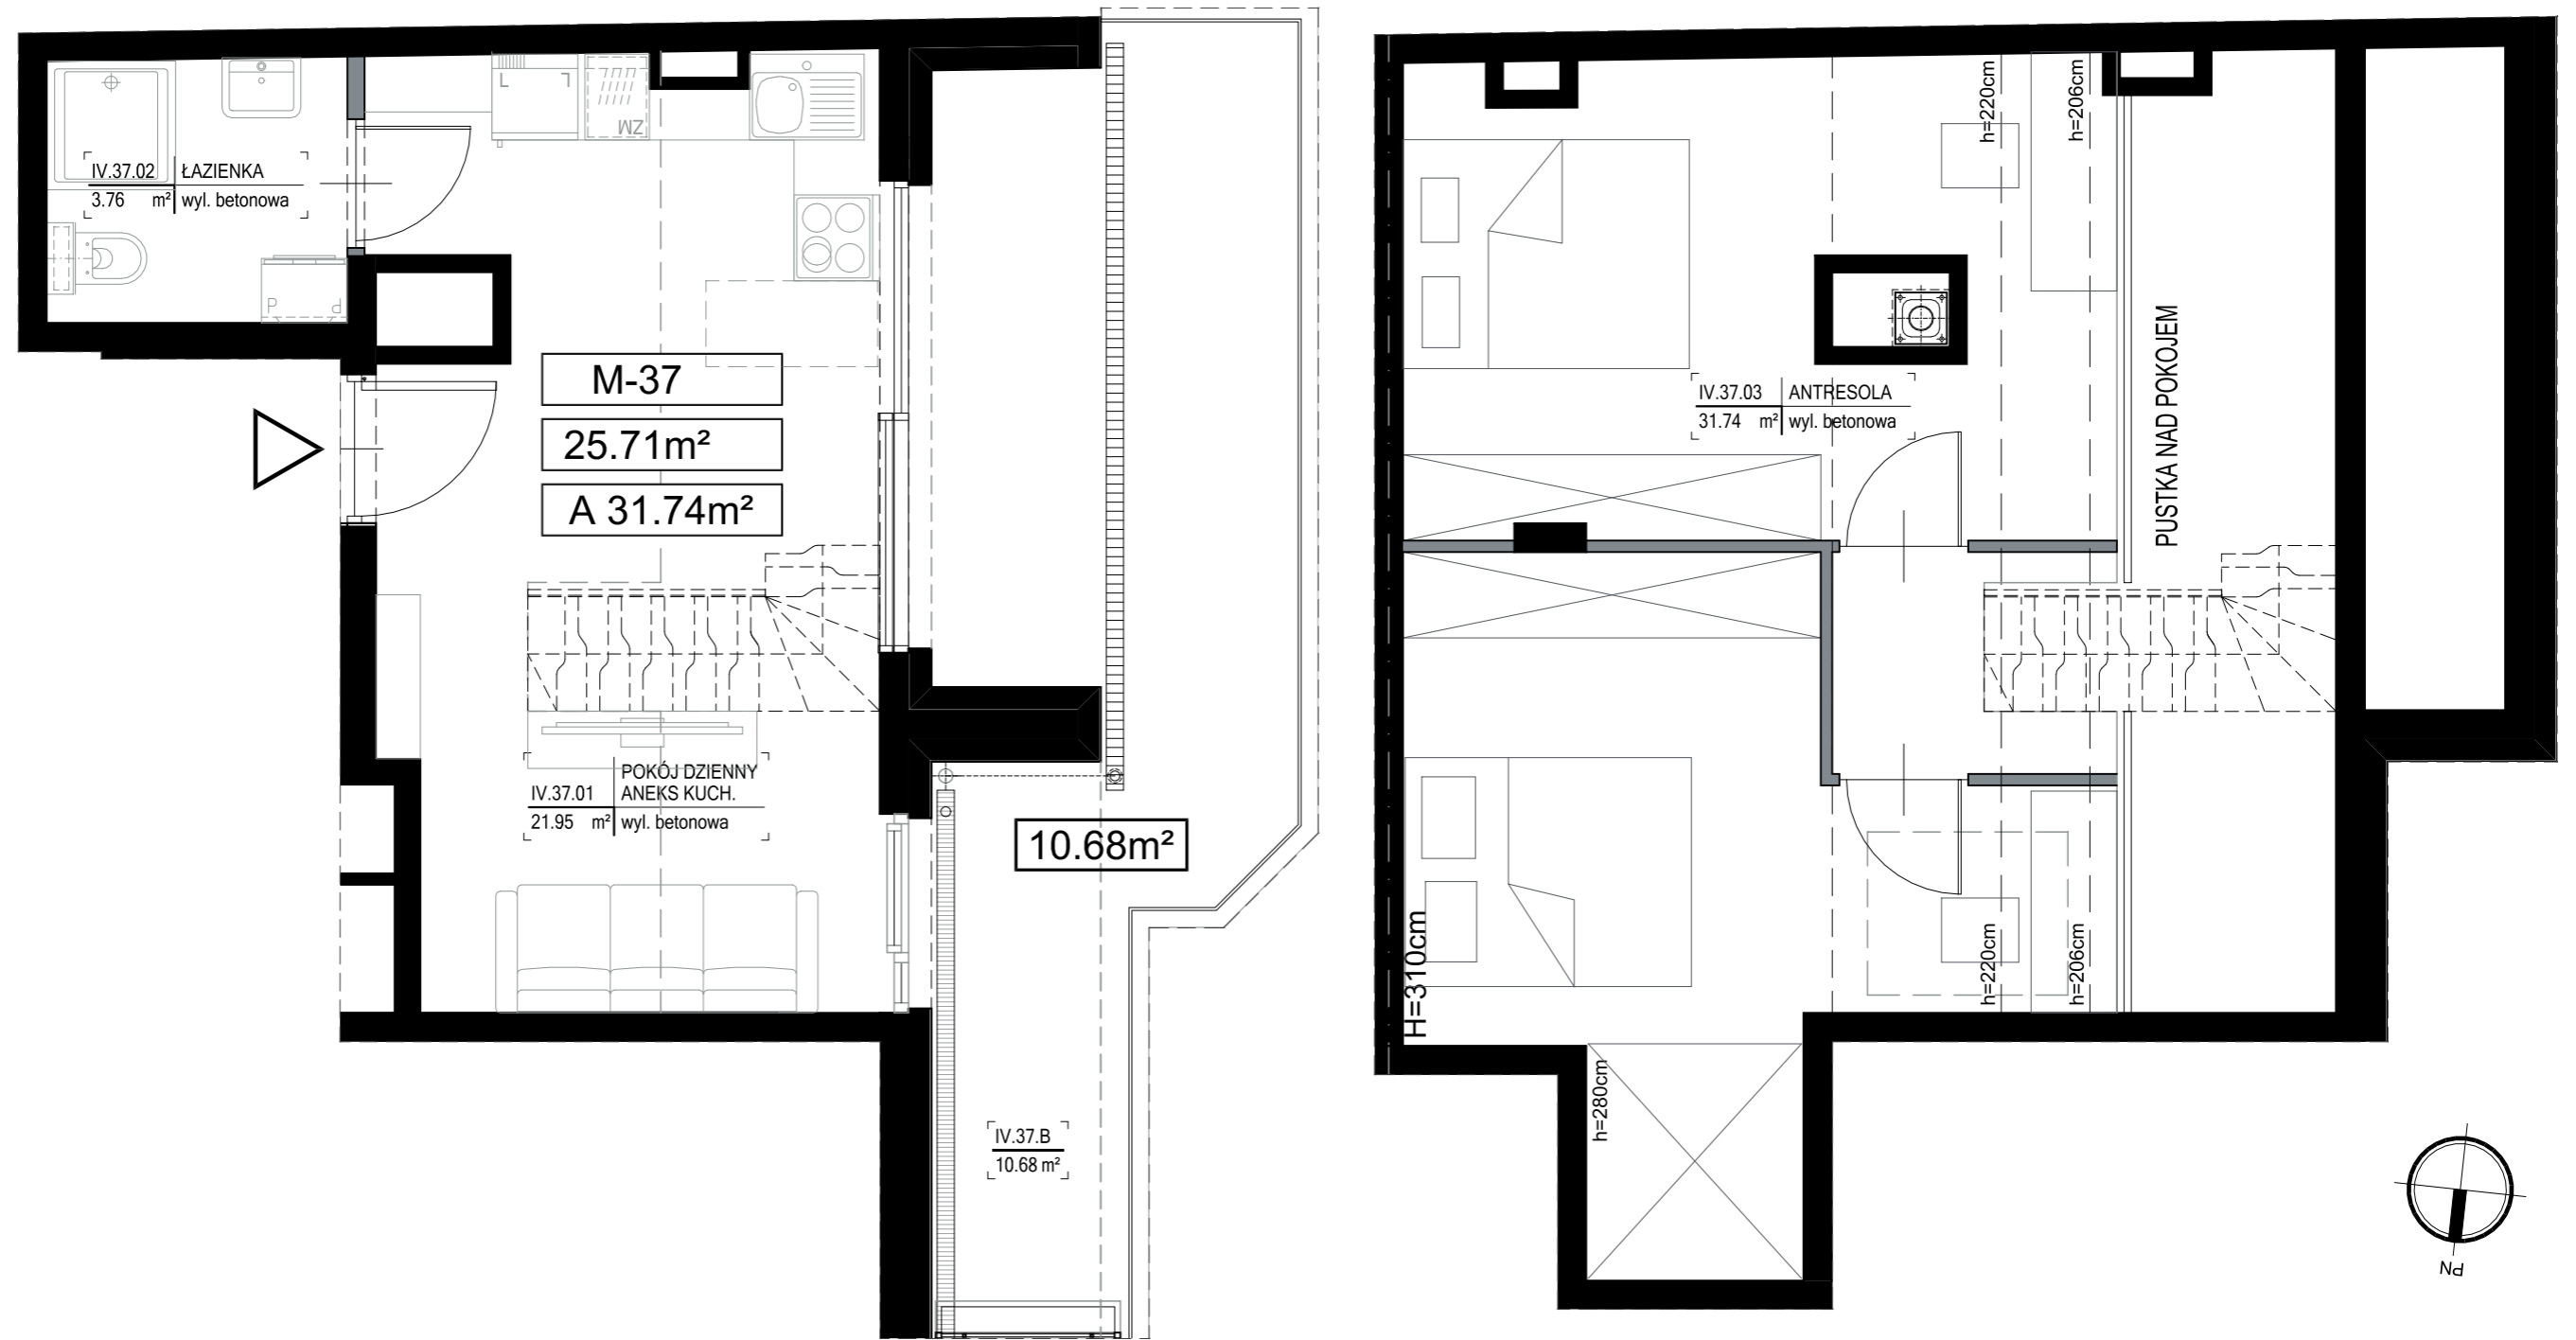 IV.37.02 ŁAZIENKA
3.76 m² wyl. betonowa
L
ZM
P d
M-37
25.71m²
A 31.74m²
POKÓJ DZIENNY
IV.37.01 ANEKS KUCH.
21.95 m² wyl. betonowa
10.68m²
IV.37.B
10.68 m²
h=220cm
h=206cm
IV.37.03 ANTRESOLA
31.74 m² wyl. betonowa
PUSTKA NAD POKOJEM
H=310cm
h=220cm
h=206cm
h=280cm
PN